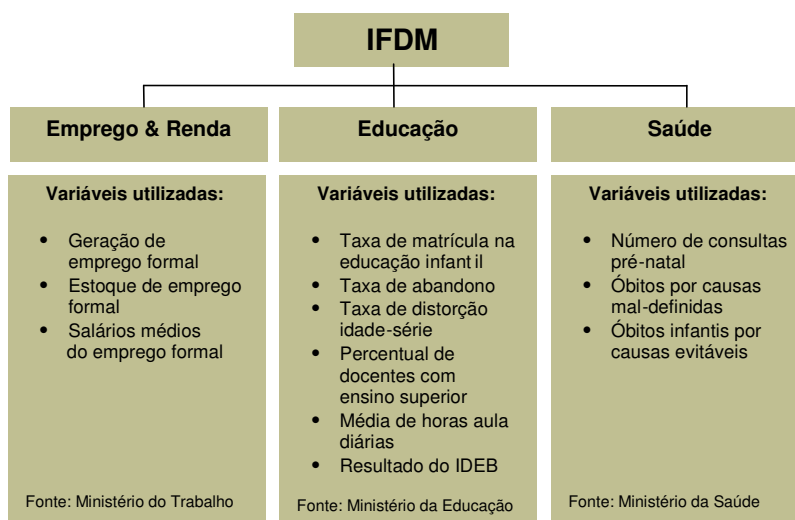 IFDM
Emprego & Renda
Educação
Saúde
Variáveis utilizadas:
• Geração de
emprego formal
• Estoque de emprego
formal
• Salários médios
do emprego formal
Fonte: Ministério do Trabalho
Variáveis utilizadas:
• Taxa de matrícula na
educação infant il
• Taxa de abandono
• Taxa de distorção
idade-série
• Percentual de
docentes com
ensino superior
• Média de horas aula
diárias
• Resultado do IDEB
Fonte: Ministério da Educação
Variáveis utilizadas:
• Número de consultas
pré-natal
• Óbitos por causas
mal-definidas
• Óbitos infantis por
causas evitáveis
Fonte: Ministério da Saúde